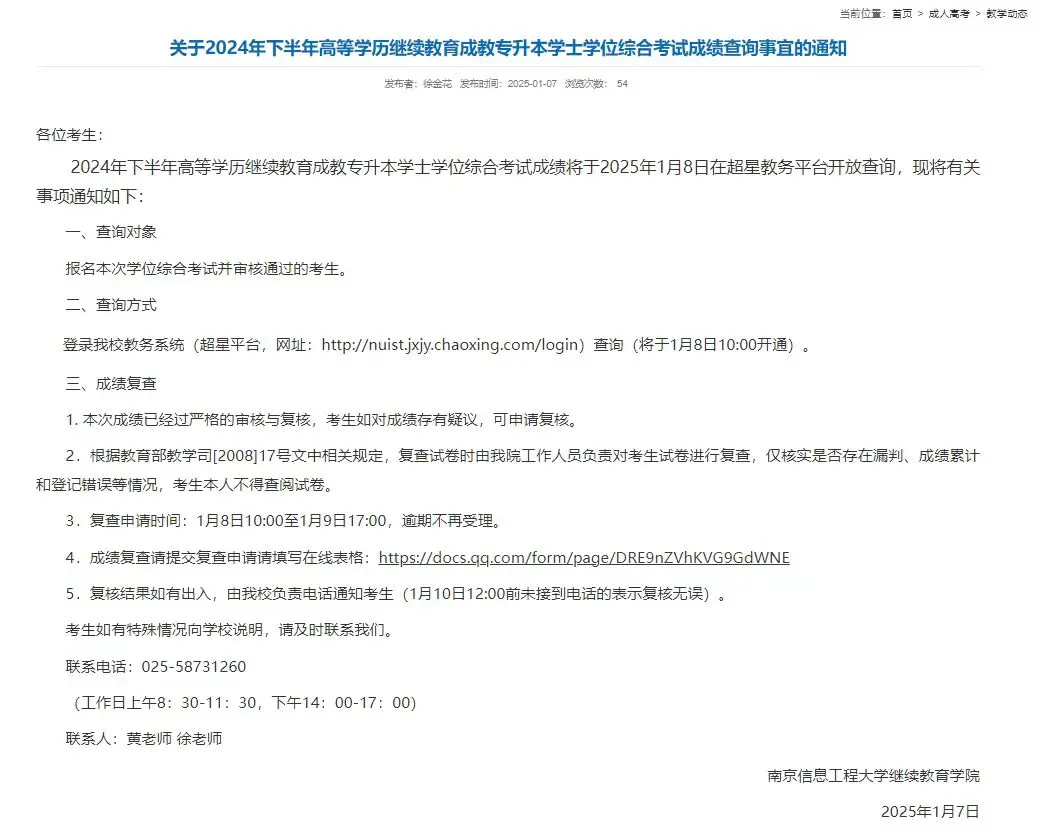 当前位置： 首页 > 成人高考 > 教学动态
关于2024年下半年高等学历继续教育成教专升本学士学位综合考试成绩查询事宜的通知
发布者： 徐金花 发布时间： 2025-01-07 浏览次数： 54
各位考生：
2024年下半年高等学历继续教育成教专升本学士学位综合考试成绩将于2025年1月8日在超星教务平台开放查询，现将有关
事项通知如下：
一、查询对象
报名本次学位综合考试并审核通过的考生。
二、查询方式
登录我校教务系统（超星平台，网址：http://nuist.jxjy.chaoxing.com/login）查询（将于1月8日10:00开通）。
三、成绩复查
1. 本次成绩已经过严格的审核与复核，考生如对成绩存有疑议，可申请复核。
2．根据教育部教学司[2008]17号文中相关规定，复查试卷时由我院工作人员负责对考生试卷进行复查，仅核实是否存在漏判、成绩累计
和登记错误等情况，考生本人不得查阅试卷。
3．复查申请时间：1月8日10:00至1月9日17:00，逾期不再受理。
4．成绩复查请提交复查申请请填写在线表格：https://docs.qq.com/form/page/DRE9nZVhKVG9GdWNE
5．复核结果如有出入，由我校负责电话通知考生（1月10日12:00前未接到电话的表示复核无误）。
考生如有特殊情况向学校说明，请及时联系我们。
联系电话：025-58731260
（工作日上午8：30-11：30，下午14：00-17：00）
联系人：黄老师 徐老师
南京信息工程大学继续教育学院
2025年1月7日